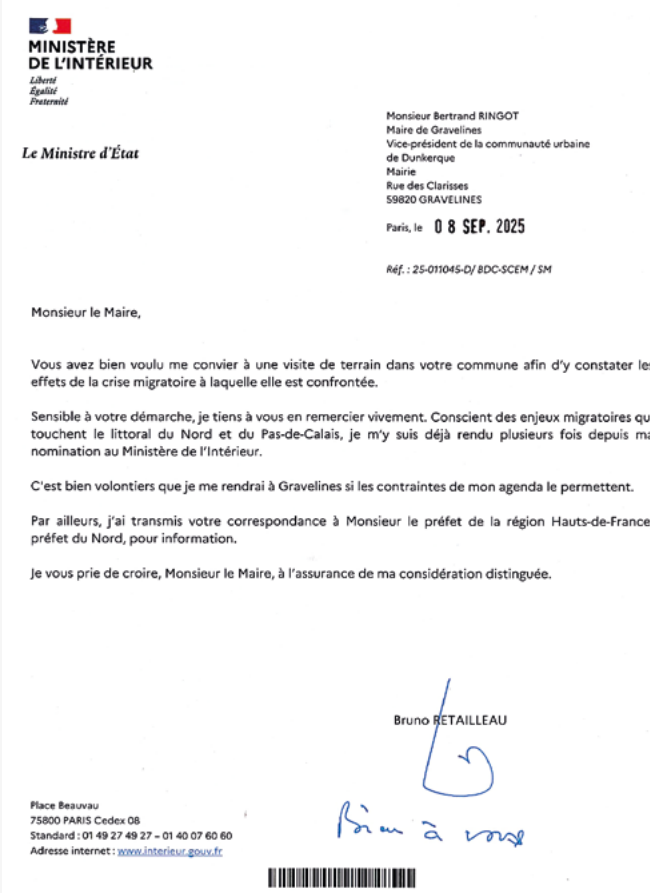 MINISTÈRE
DE L'INTÉRIEUR
Liberté
Égalité
Fraternité
Le Ministre d'État
Monsieur Bertrand RINGOT
Maire de Gravelines
Vice-président de la communauté urbaine
de Dunkerque
Mairie
Rue des Clarisses
59820 GRAVELINES
Paris, le 08 SEP. 2025
Réf. : 25-011045-D/ BDC-SCEM / SM
Monsieur le Maire,
Vous avez bien voulu me convier à une visite de terrain dans votre commune afin d'y constater les
effets de la crise migratoire à laquelle elle est confrontée.
Sensible à votre démarche, je tiens à vous en remercier vivement. Conscient des enjeux migratoires qu
touchent le littoral du Nord et du Pas-de-Calais, je m'y suis déjà rendu plusieurs fois depuis ma
nomination au Ministère de l'Intérieur.
C'est bien volontiers que je me rendrai à Gravelines si les contraintes de mon agenda le permettent.
Par ailleurs, j'ai transmis votre correspondance à Monsieur le préfet de la région Hauts-de-France
préfet du Nord, pour information.
Je vous prie de croire, Monsieur le Maire, à l'assurance de ma considération distinguée.
Bruno RETAILLEAU
Bien à vous
Place Beauvau
75800 PARIS Cedex 08
Standard : 01 49 27 49 27 – 01 40 07 60 60
Adresse internet : www.interieur.gouv.fr